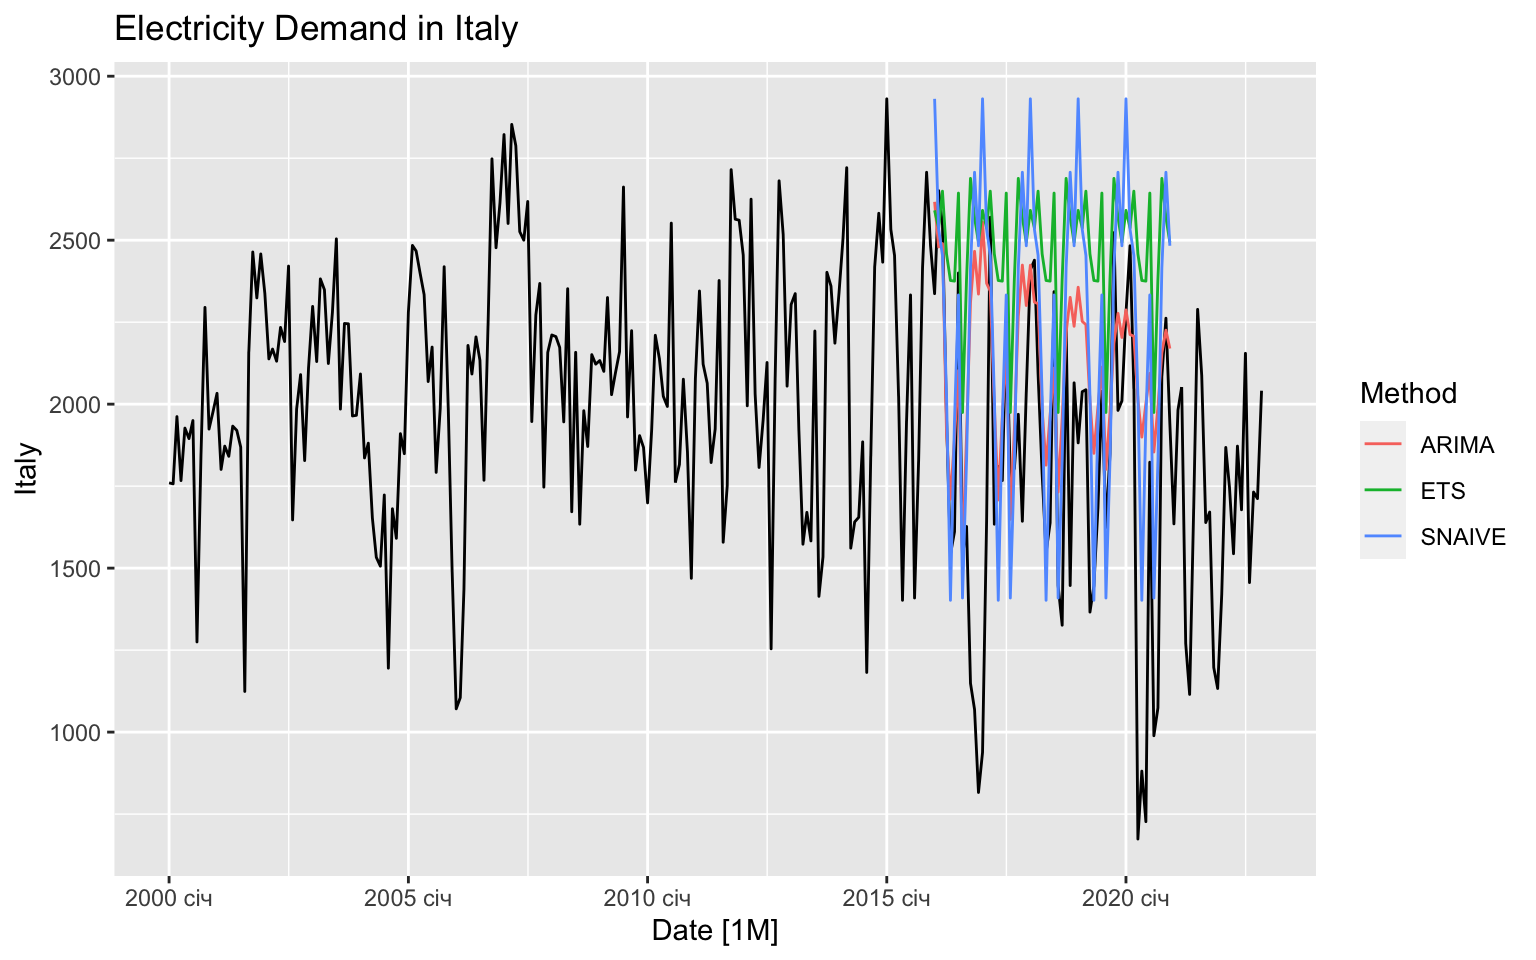 Electricity Demand in Italy
3000
2500
2000
1500
1000
Italy
2000 січ
2005 січ
2010 січ
2015 січ
2020 січ
Date [1M]
Method
ARIMA
ETS
SNAIVE